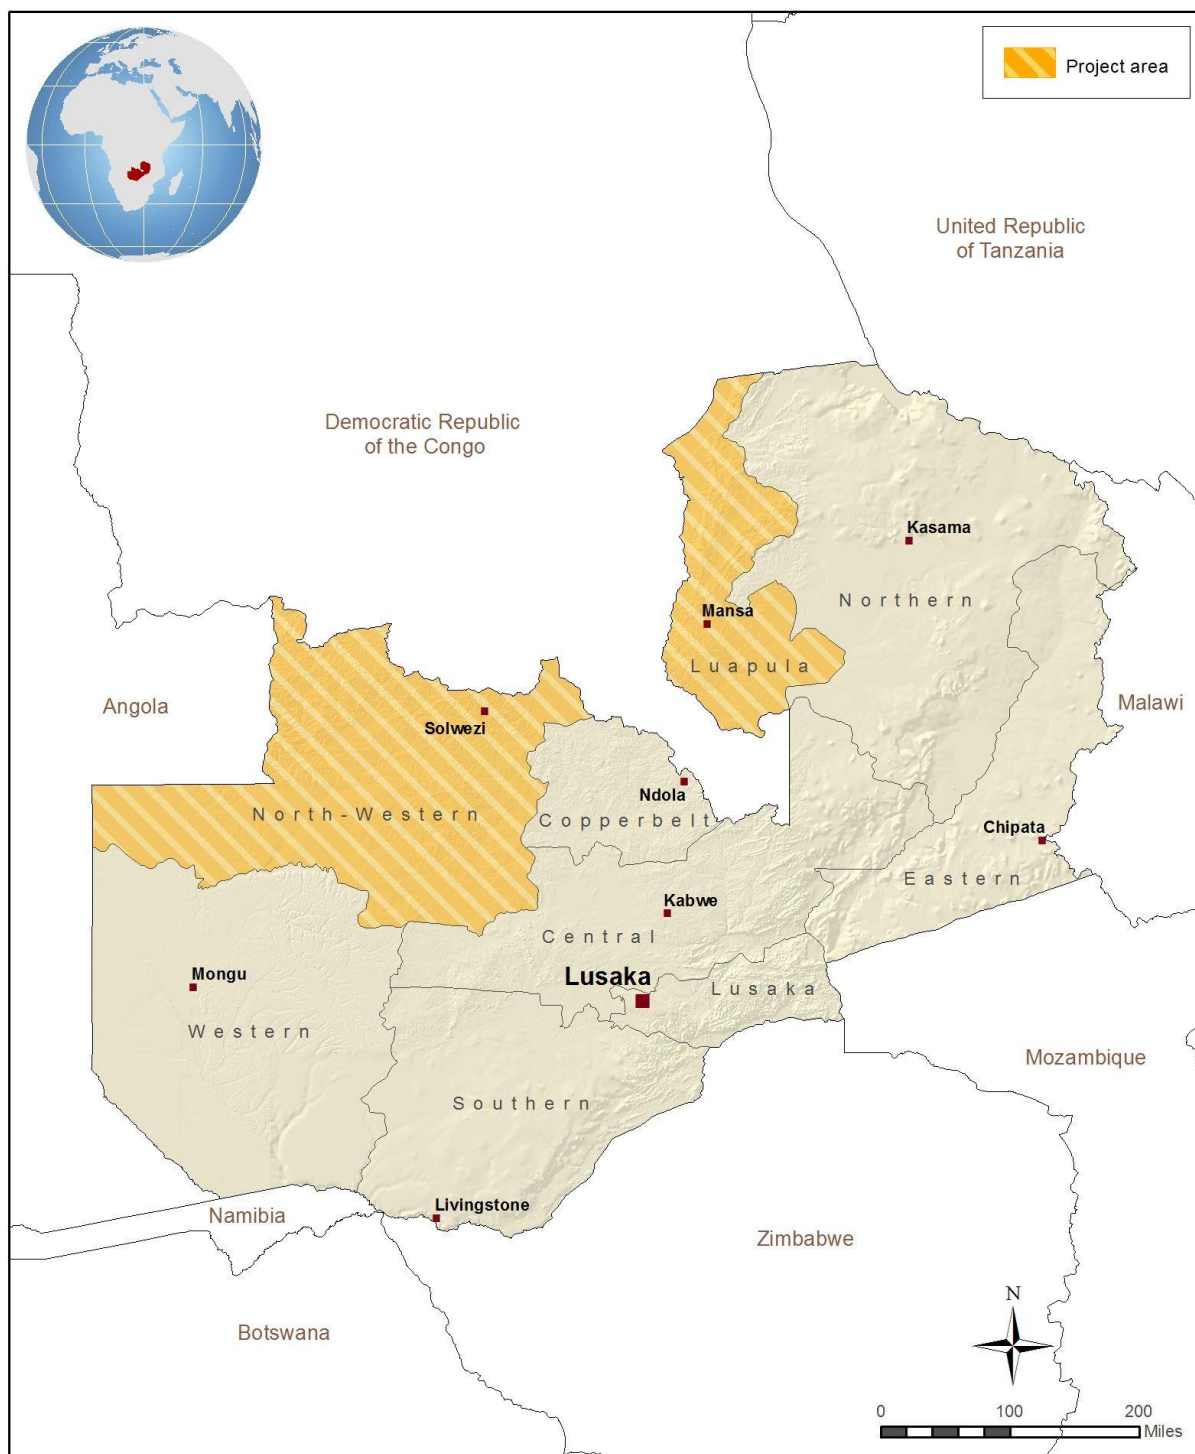 Project area
United Republic
of Tanzania
Democratic Republic
of the Congo
Kasama
Northern
Mansa
Luapula
Angola
Malawi
Solwezi
Ndola
North-Western
Copperbelt
Chipata
Eastern
Kabwe
Central
Mongu
Lusaka
Lusaka
Western
Mozambique
Southern
Livingstone
Namibia
Zimbabwe
Botswana
N
0 100 200
Miles